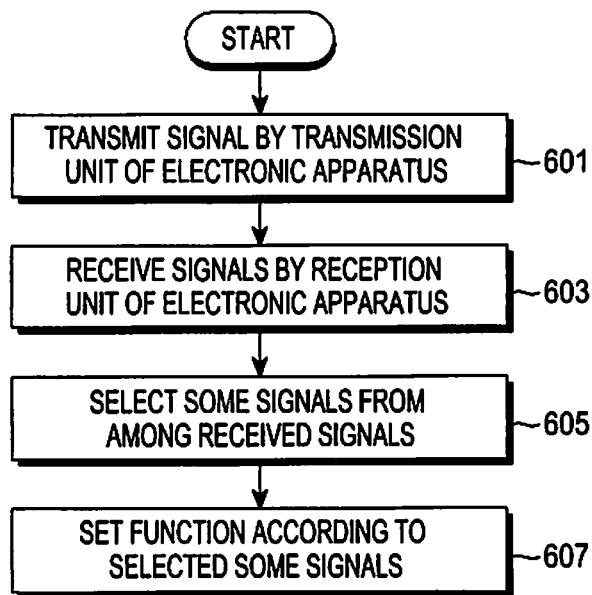 START
TRANSMIT SIGNAL BY TRANSMISSION
UNIT OF ELECTRONIC APPARATUS
601
RECEIVE SIGNALS BY RECEPTION
UNIT OF ELECTRONIC APPARATUS
603
SELECT SOME SIGNALS FROM
AMONG RECEIVED SIGNALS
605
SET FUNCTION ACCORDING TO
SELECTED SOME SIGNALS
607